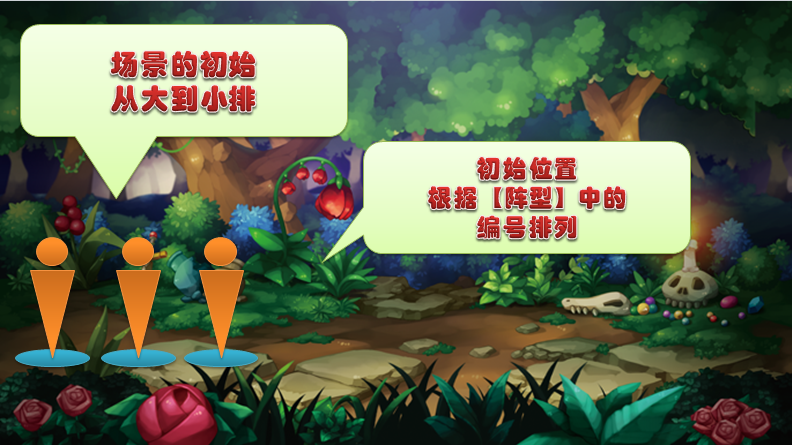 场景的初始
从大到小排
初始位置
根据【阵型】中的
编号排列